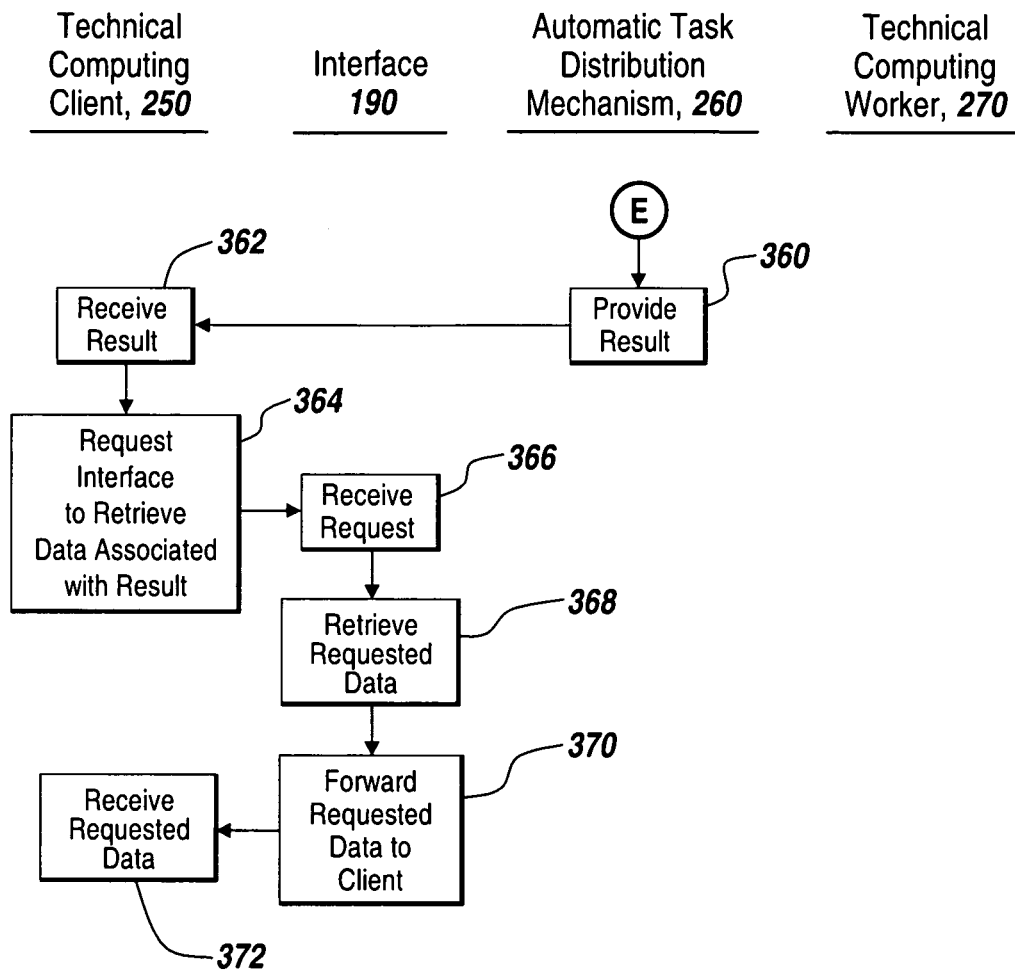 Technical
Computing
Client, 250
Interface
190
Automatic Task
Distribution
Mechanism, 260
Technical
Computing
Worker, 270
E
362
360
Receive
Result
Provide
Result
364
Request
Interface
to Retrieve
Data Associated
with Result
366
Receive
Request
368
Retrieve
Requested
Data
370
Forward
Requested
Data to
Client
Receive
Requested
Data
372